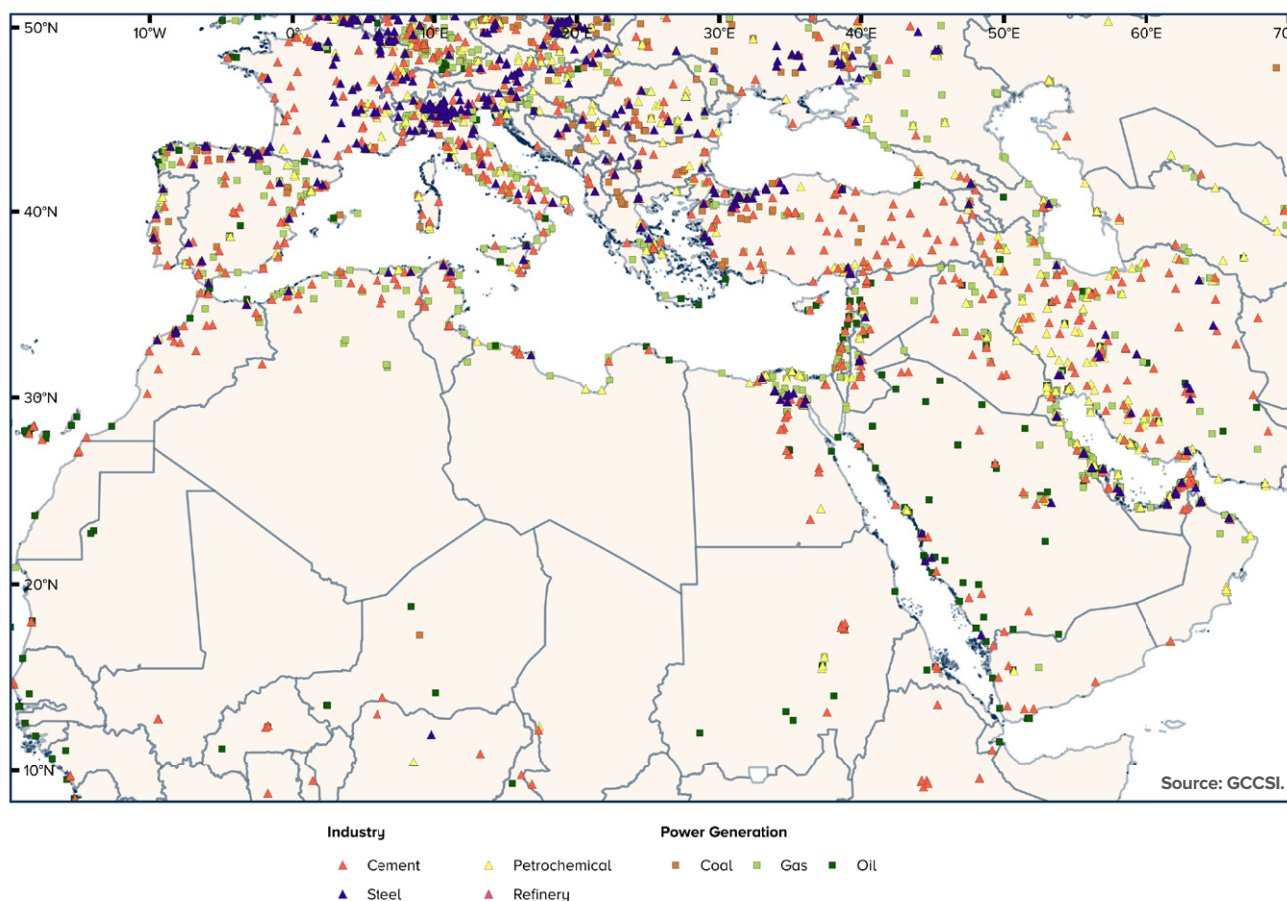 50°N 10°W 0° 10°E 20°E 30°E 40°E 50°E 60°E 70
40°N
30°N
20°N
10°N
Source: GCCSI.
Industry Power Generation
Cement Petrochemical Coal Gas Oil
Steel Refinery